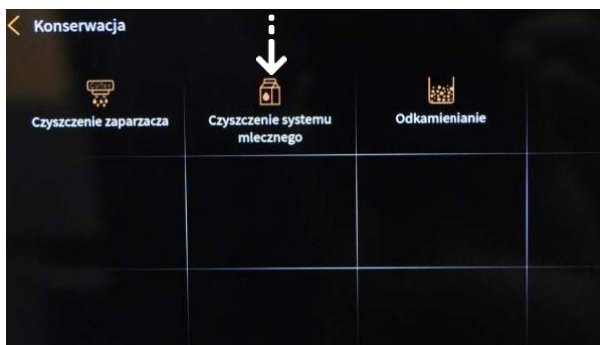 Konserwacja
Czyszczenie zaparzacza
Czyszczenie systemu
mlecznego
Odkamienianie